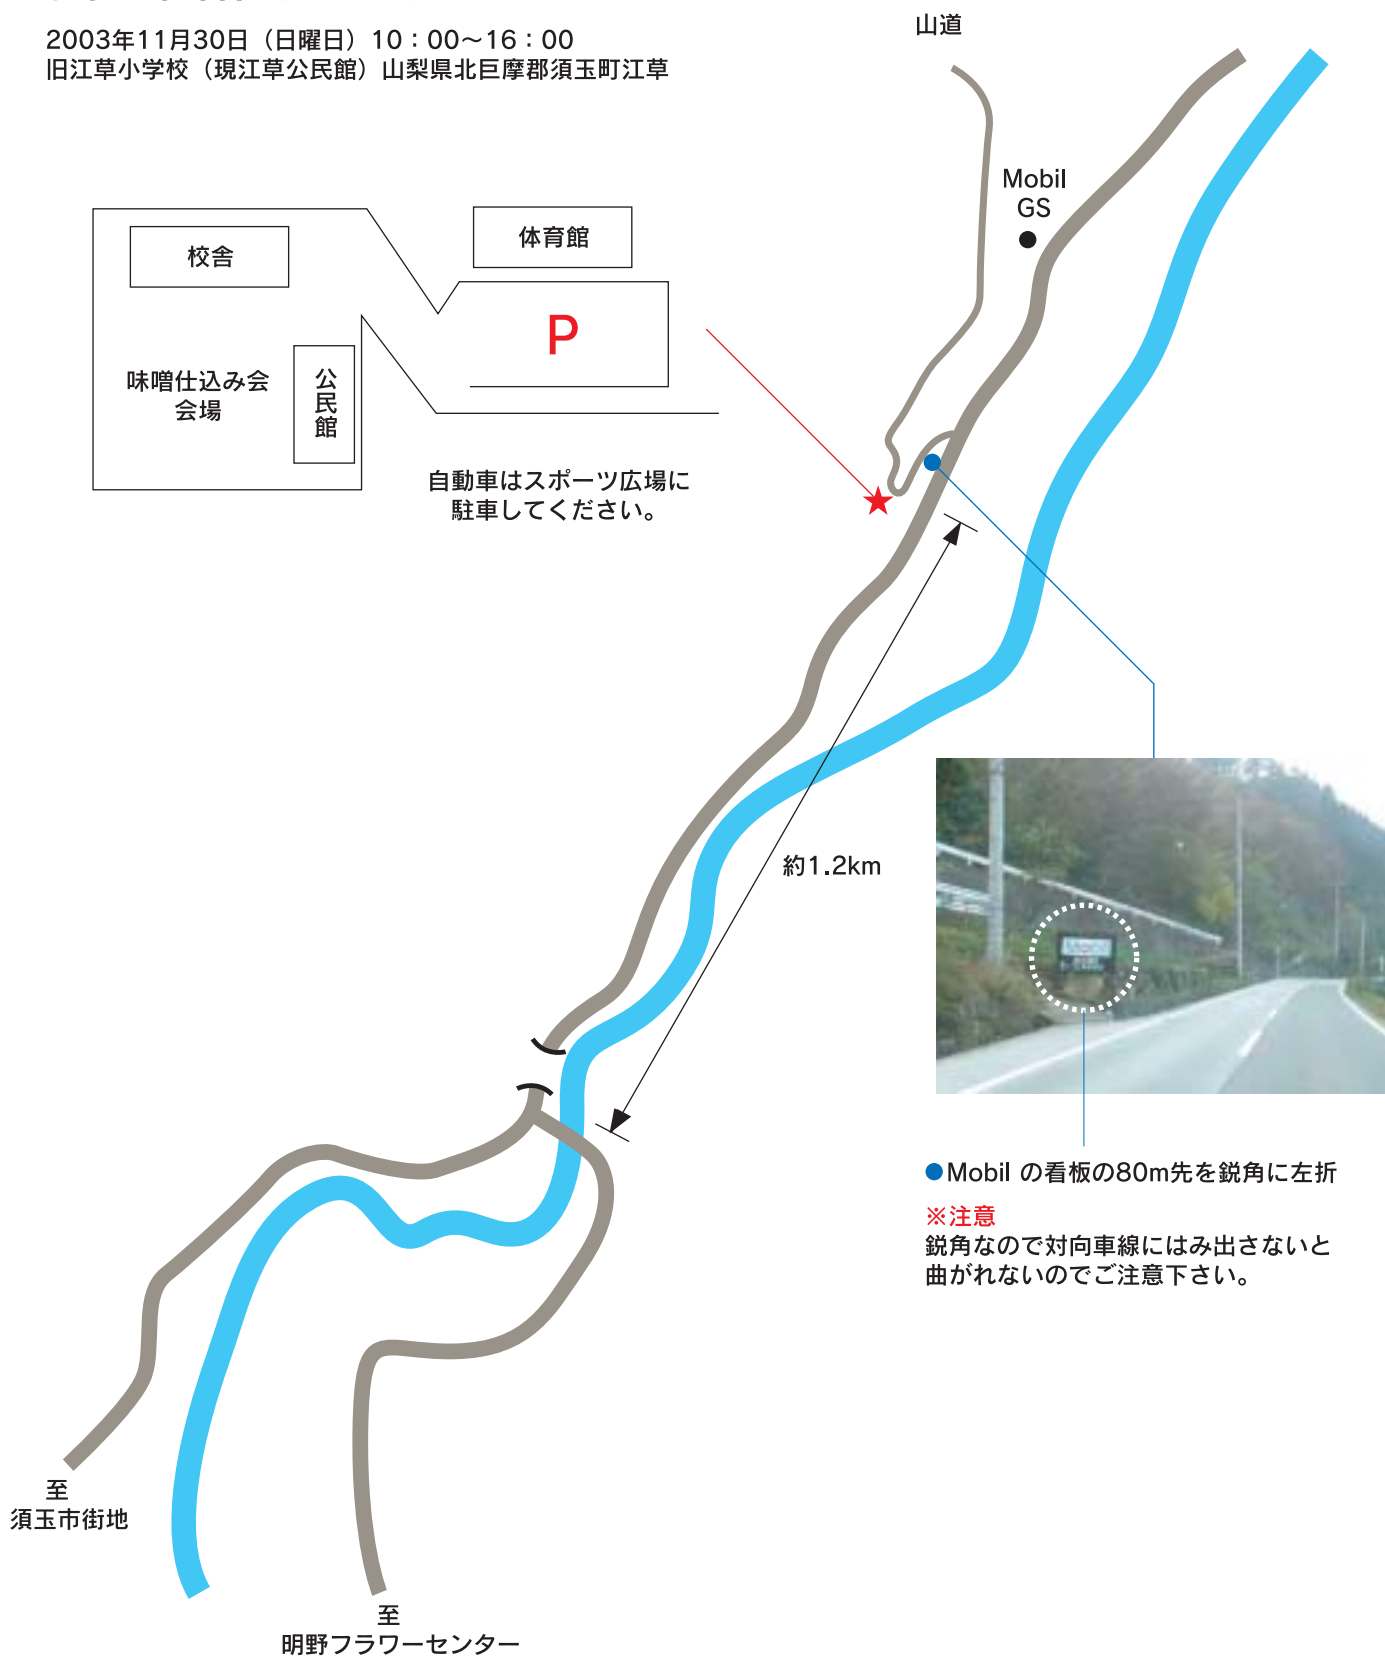 2003年11月30日（日曜日）10：00～16：00
旧江草小学校（現江草公民館）山梨県北巨摩郡須玉町江草
山道
Mobil
GS
校舎
体育館
P
味噌仕込み会
会場
公民館
自動車はスポーツ広場に
駐車してください。
約1.2km
Mobil
●Mobil の看板の80m先を鋭角に左折
※注意
鋭角なので対向車線にはみ出さないと
曲がれないのでご注意下さい。
至
須玉市街地
至
明野フラワーセンター